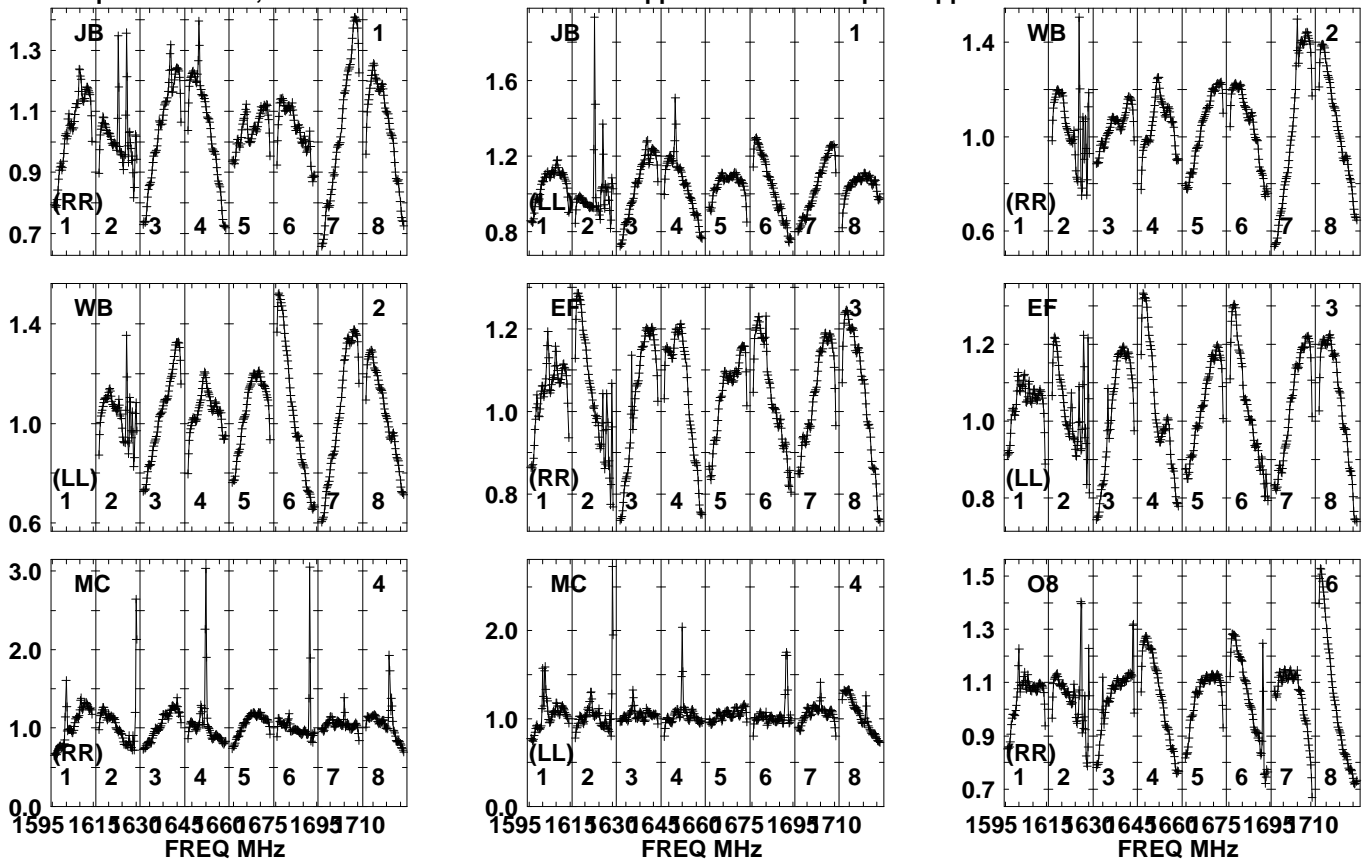 JB 1
1.3
1.1
0.9
0.7
(RR)
1 2 3 4 5 6 7 8
JB 1
1.6
1.2
0.8
(LL)
1 2 3 4 5 6 7 8
WB 2
1.4
1.0
0.6
(RR)
1 2 3 4 5 6 7 8
WB 2
1.4
1.0
0.6
(LL)
1 2 3 4 5 6 7 8
EF 3
1.2
1.0
0.8
(RR)
1 2 3 4 5 6 7 8
EF 3
1.2
1.0
0.8
(LL)
1 2 3 4 5 6 7 8
MC 4
3.0
2.0
1.0
0.0
(RR)
1 2 3 4 5 6 7 8
1595 1615 1630 1645 1660 1675 1695 1710
FREQ MHz
MC 4
2.0
1.0
0.0
(LL)
1 2 3 4 5 6 7 8
1595 1615 1630 1645 1660 1675 1695 1710
FREQ MHz
O8 6
1.5
1.3
1.1
0.9
0.7
(RR)
1 2 3 4 5 6 7 8
1595 1615 1630 1645 1660 1675 1695 1710
FREQ MHz